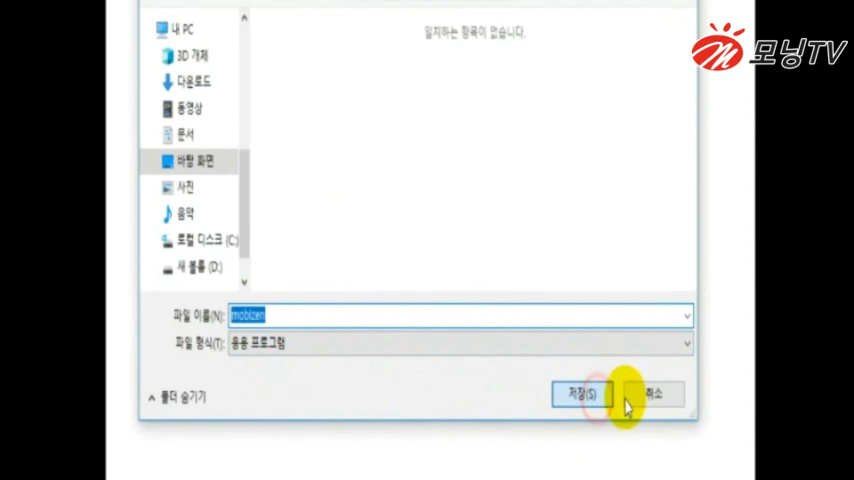 내 PC
3D 개체
다운로드
동영상
문서
바탕 화면
사진
음악
로컬 디스크 (C:)
새 볼륨 (D:)
일치하는 항목이 없습니다.
모닝TV
파일 이름(N): mobizen
파일 형식(T): 응용 프로그램
폴더 숨기기
저장(S)
취소